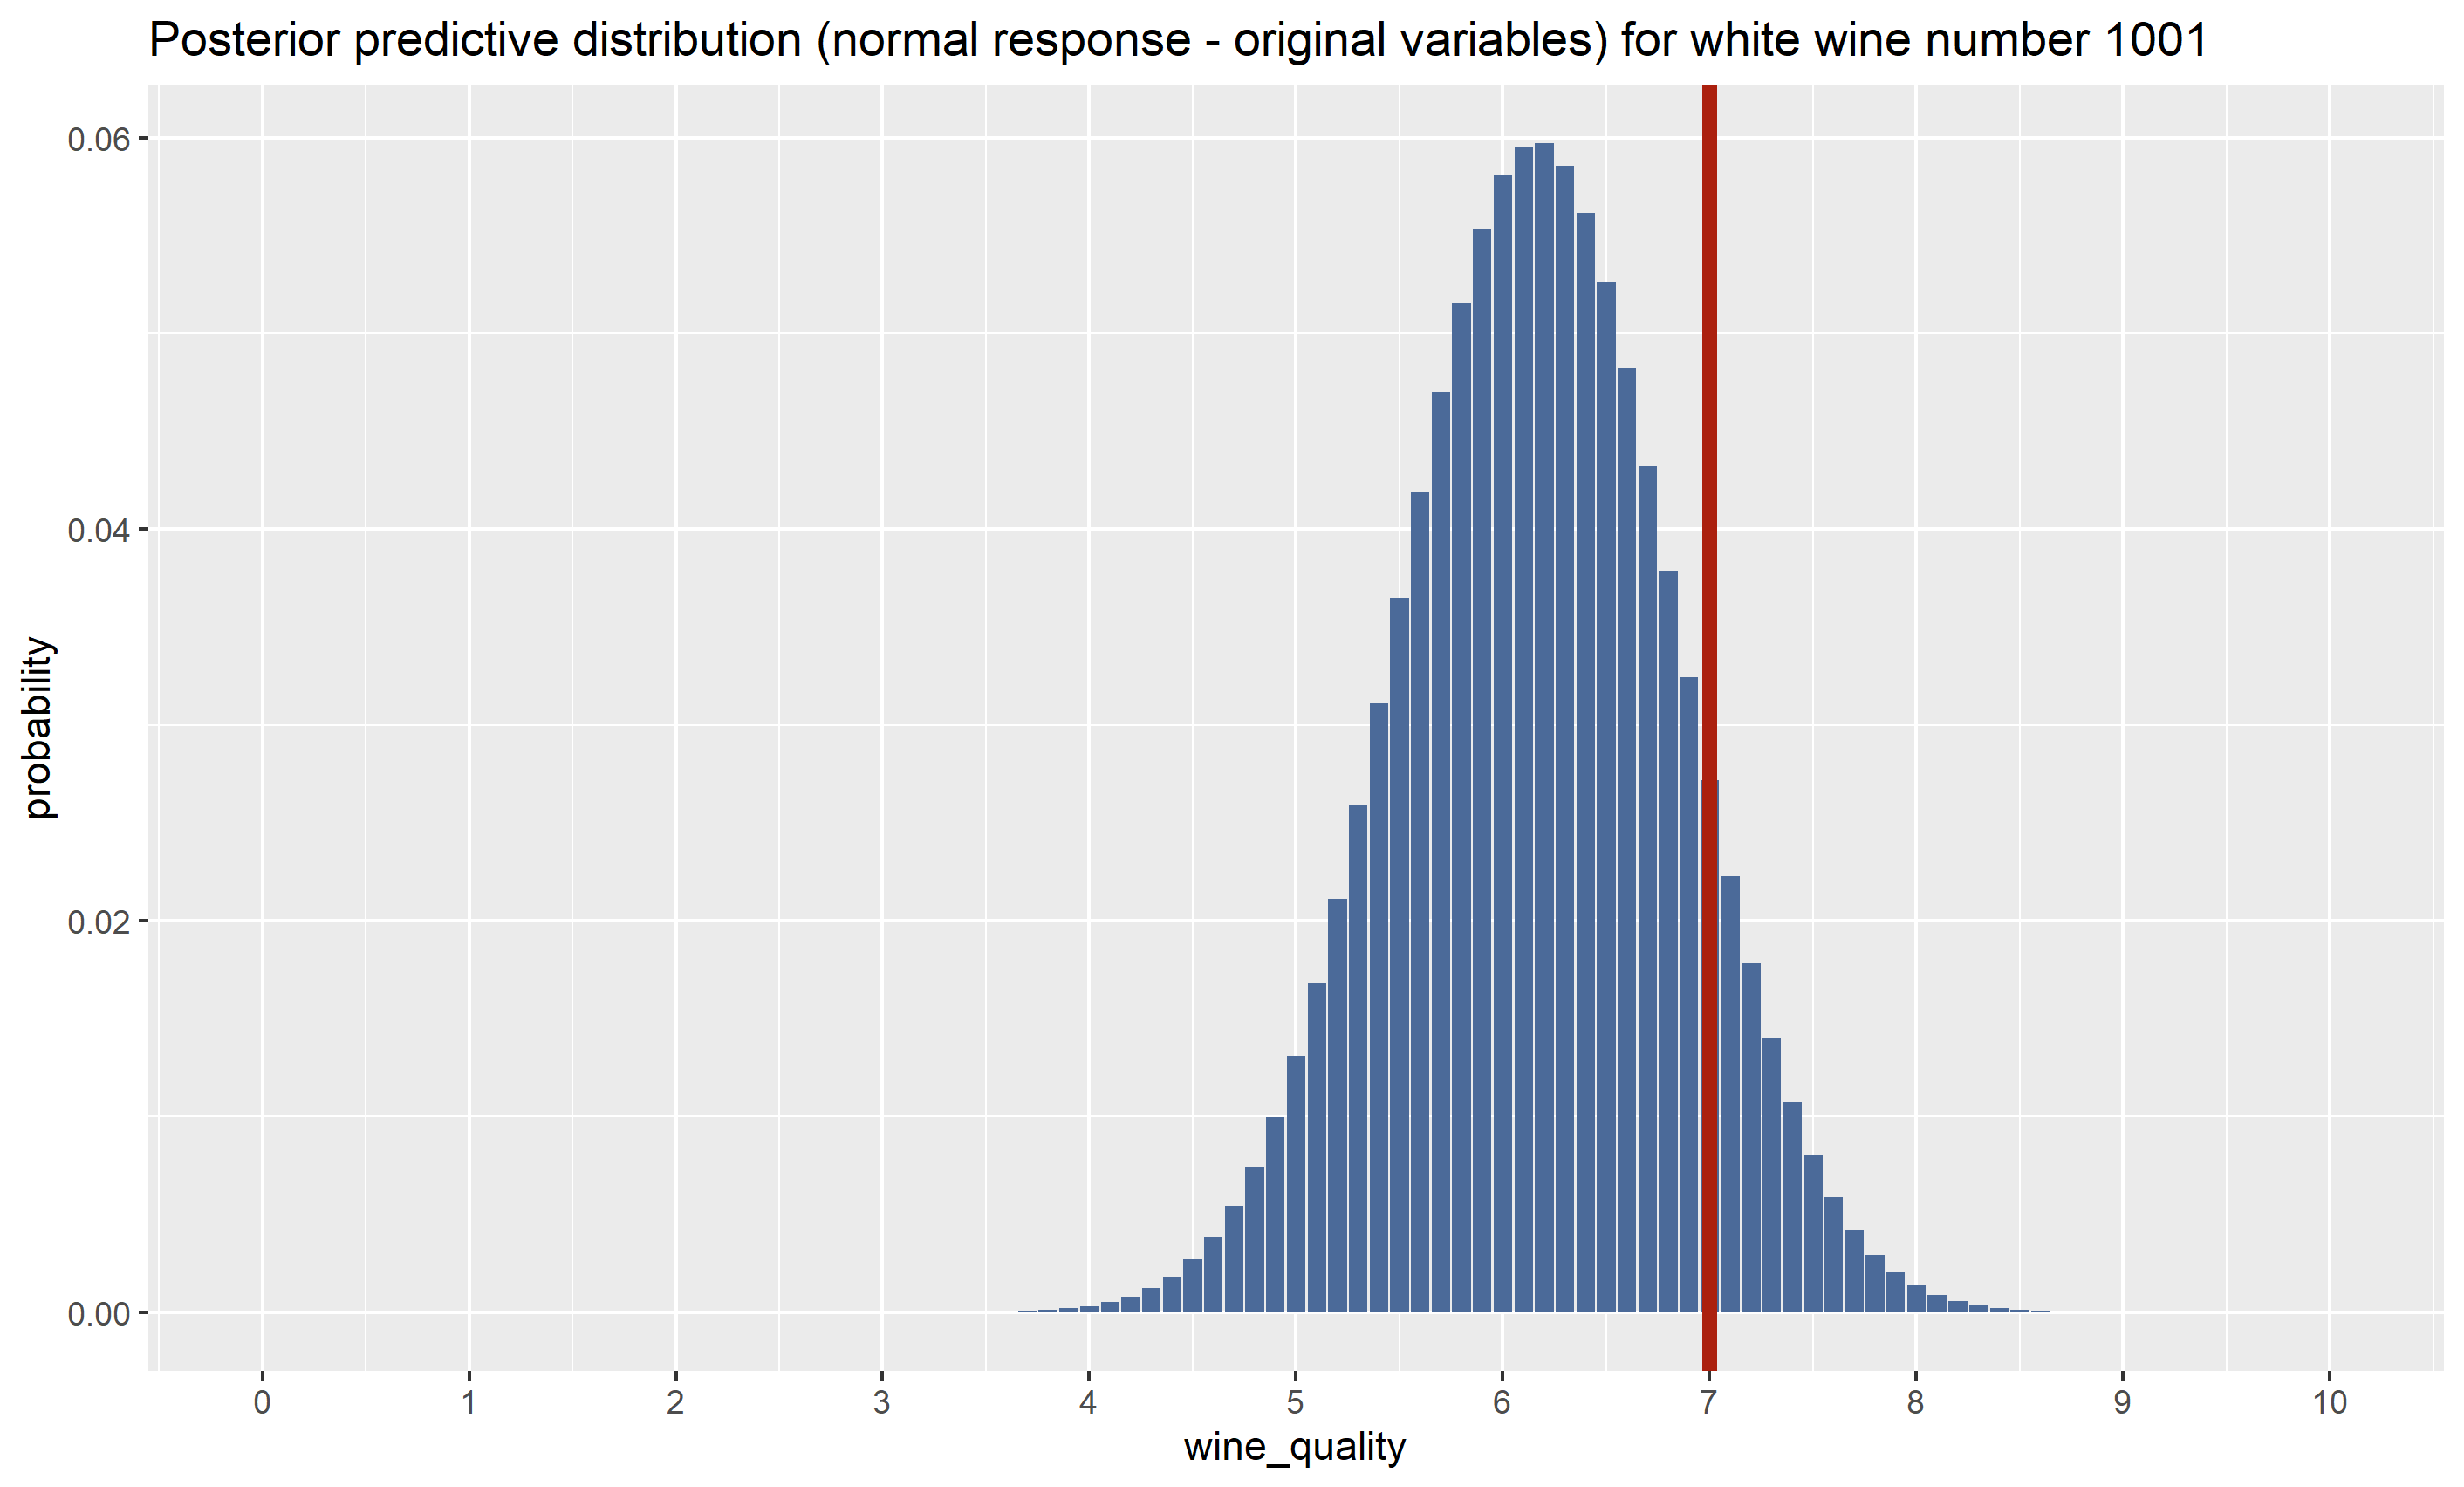 Posterior predictive distribution (normal response - original variables) for white wine number 1001
0.06
0.04
0.02
0.00
probability
0 1 2 3 4 5 6 7 8 9 10
wine_quality